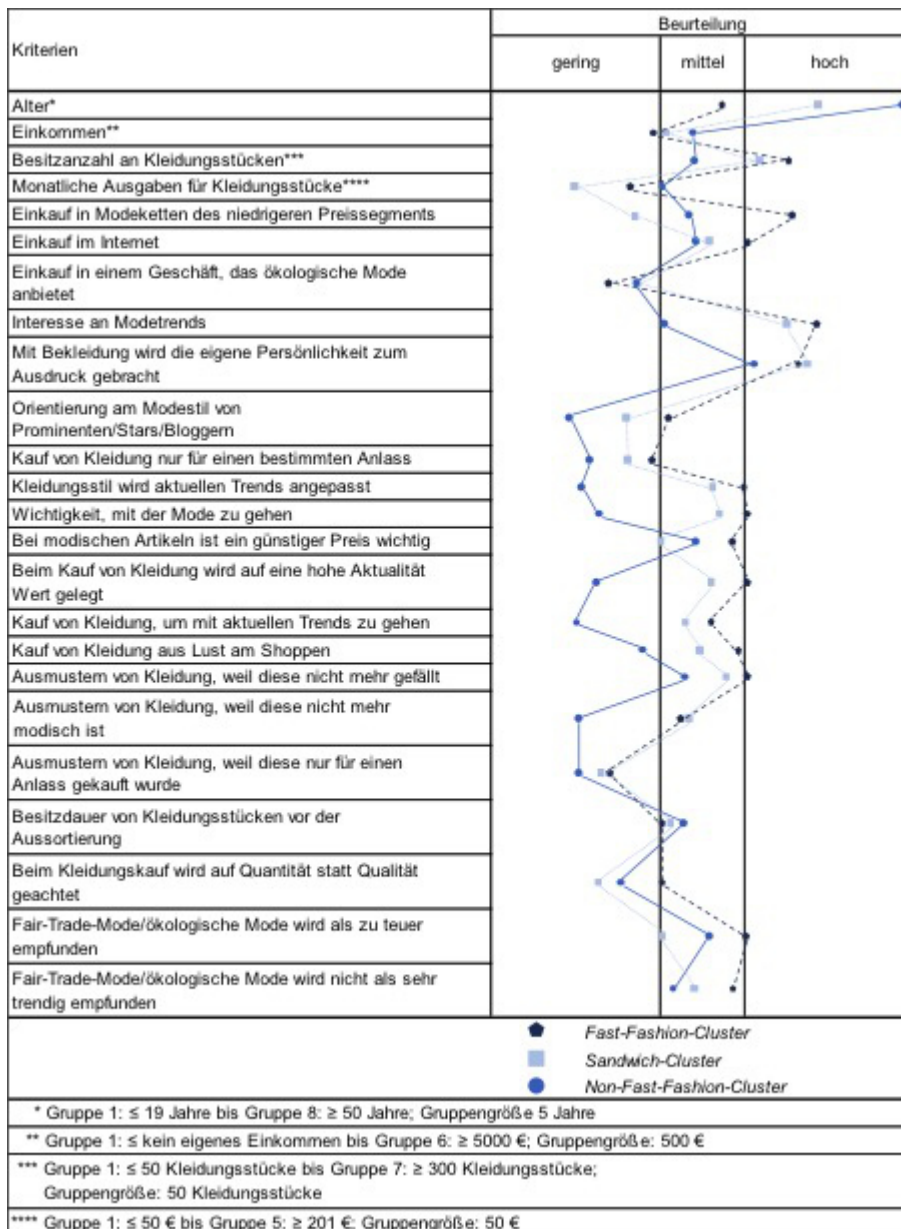 Kriterien
Beurteilung
gering
mittel
hoch
Alter*
Einkommen**
Besitzanzahl an Kleidungsstücken***
Monatliche Ausgaben für Kleidungsstücke****
Einkauf in Modeketten des niedrigeren Preissegments
Einkauf im Internet
Einkauf in einem Geschäft, das ökologische Mode
anbietet
Interesse an Modetrends
Mit Bekleidung wird die eigene Persönlichkeit zum
Ausdruck gebracht
Orientierung am Modestil von
Prominenten/Stars/Bloggern
Kauf von Kleidung nur für einen bestimmten Anlass
Kleidungsstil wird aktuellen Trends angepasst
Wichtigkeit, mit der Mode zu gehen
Bei modischen Artikeln ist ein günstiger Preis wichtig
Beim Kauf von Kleidung wird auf eine hohe Aktualität
Wert gelegt
Kauf von Kleidung, um mit aktuellen Trends zu gehen
Kauf von Kleidung aus Lust am Shoppen
Ausmustern von Kleidung, weil diese nicht mehr gefällt
Ausmustern von Kleidung, weil diese nicht mehr
modisch ist
Ausmustern von Kleidung, weil diese nur für einen
Anlass gekauft wurde
Besitzdauer von Kleidungsstücken vor der
Aussortierung
Beim Kleidungskauf wird auf Quantität statt Qualität
geachtet
Fair-Trade-Mode/ökologische Mode wird als zu teuer
empfunden
Fair-Trade-Mode/ökologische Mode wird nicht als sehr
trendig empfunden
Fast-Fashion-Cluster
Sandwich-Cluster
Non-Fast-Fashion-Cluster
* Gruppe 1: ≤ 19 Jahre bis Gruppe 8: ≥ 50 Jahre; Gruppengröße 5 Jahre
** Gruppe 1: ≤ kein eigenes Einkommen bis Gruppe 6: ≥ 5000 €; Gruppengröße: 500 €
*** Gruppe 1: ≤ 50 Kleidungsstücke bis Gruppe 7: ≥ 300 Kleidungsstücke;
Gruppengröße: 50 Kleidungsstücke
**** Gruppe 1: ≤ 50 € bis Gruppe 5: ≥ 201 €; Gruppengröße: 50 €